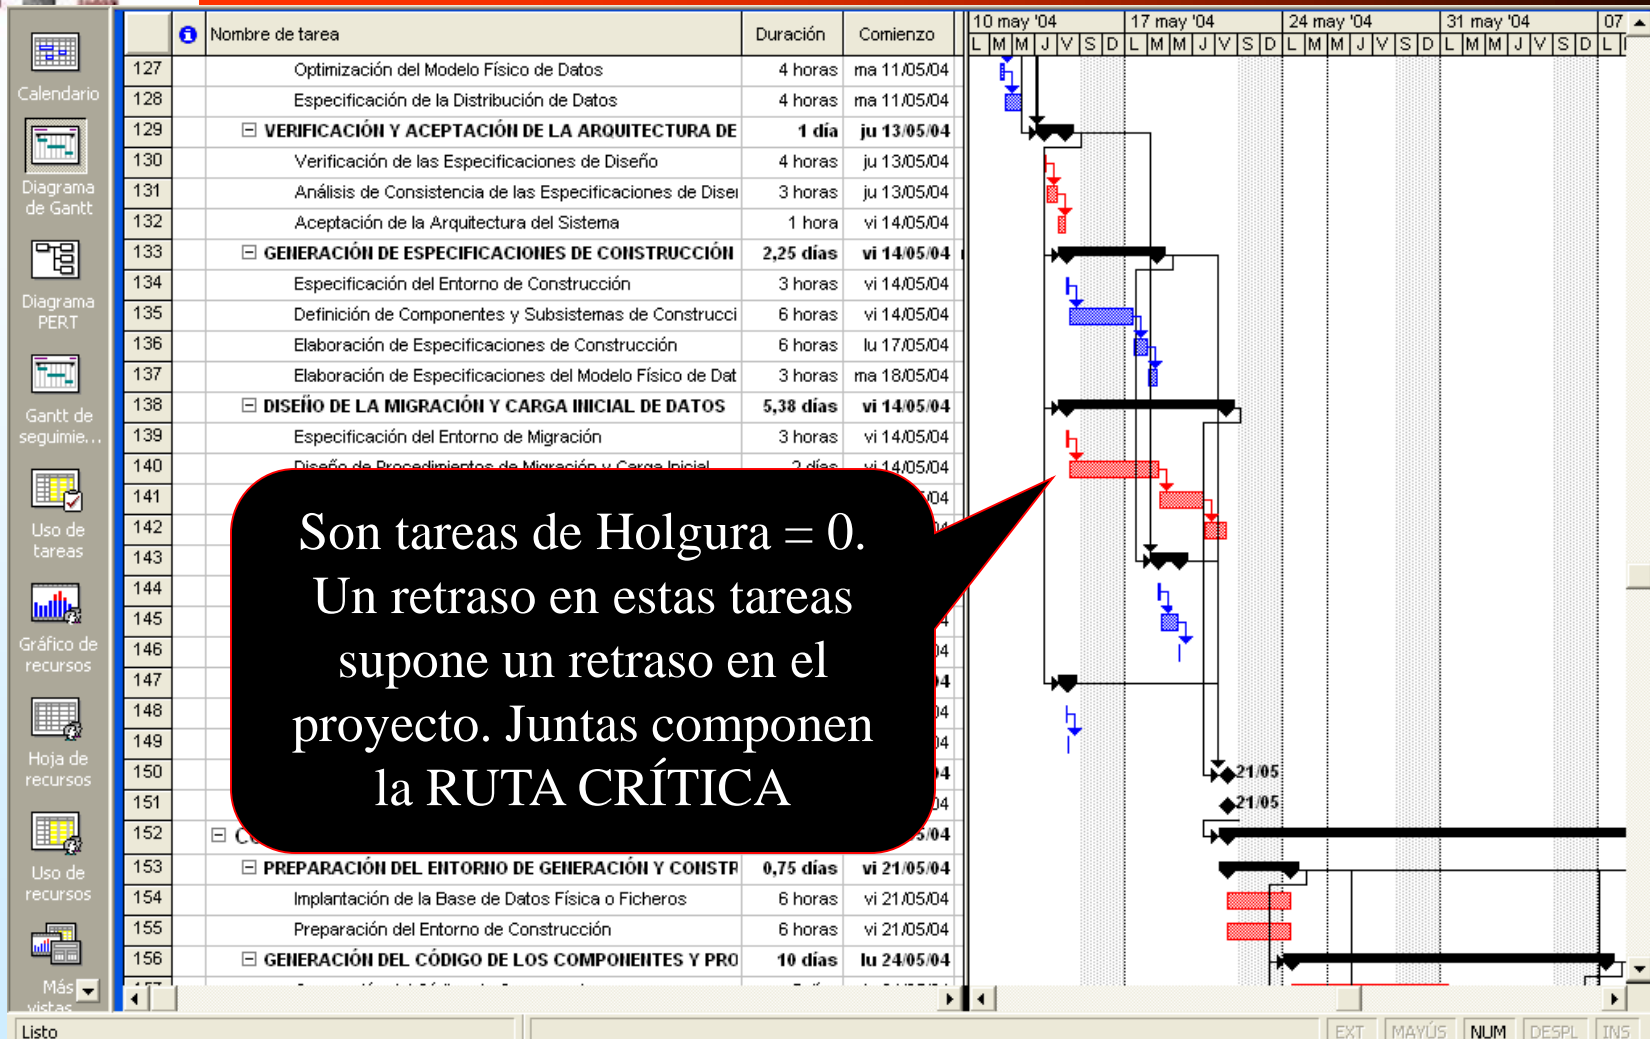 Nombre de tarea Duración Comienzo 10 may '04 17 may '04 24 may '04 31 may '04 07
L M M J V S D L M M J V S D L M M J V S D L M M J V S D L
127 Optimización del Modelo Físico de Datos 4 horas ma 11/05/04
128 Especificación de la Distribución de Datos 4 horas ma 11/05/04
129 VERIFICACIÓN Y ACEPTACIÓN DE LA ARQUITECTURA DE 1 día ju 13/05/04
130 Verificación de las Especificaciones de Diseño 4 horas ju 13/05/04
131 Análisis de Consistencia de las Especificaciones de Diser 3 horas ju 13/05/04
132 Aceptación de la Arquitectura del Sistema 1 hora vi 14/05/04
133 GENERACIÓN DE ESPECIFICACIONES DE CONSTRUCCIÓN 2,25 días vi 14/05/04
134 Especificación del Entorno de Construcción 3 horas vi 14/05/04
135 Definición de Componentes y Subsistemas de Construcci 6 horas vi 14/05/04
136 Elaboración de Especificaciones de Construcción 6 horas lu 17/05/04
137 Elaboración de Especificaciones del Modelo Físico de Dat 3 horas ma 18/05/04
138 DISEÑO DE LA MIGRACIÓN Y CARGA INICIAL DE DATOS 5,38 días vi 14/05/04
139 Especificación del Entorno de Migración 3 horas vi 14/05/04
140 Diseño de Procedimientos de Migración y Carga Inicial 2 días vi 14/05/04
141
142
143
144
145
146
147
148
149
150 21/05
151 21/05
152
153 PREPARACIÓN DEL ENTORNO DE GENERACIÓN Y CONSTR 0,75 días vi 21/05/04
154 Implantación de la Base de Datos Física o Ficheros 6 horas vi 21/05/04
155 Preparación del Entorno de Construcción 6 horas vi 21/05/04
156 GENERACIÓN DEL CÓDIGO DE LOS COMPONENTES Y PRO 10 días lu 24/05/04
Son tareas de Holgura = 0.
Un retraso en estas tareas
supone un retraso en el
proyecto. Juntas componen
la RUTA CRÍTICA
Calendario
Diagrama
de Gantt
Diagrama
PERT
Gantt de
seguimie...
Uso de
tareas
Gráfico de
recursos
Hoja de
recursos
Uso de
recursos
Más
vistas
Listo EXT MAYÚS NUM DESPL INS